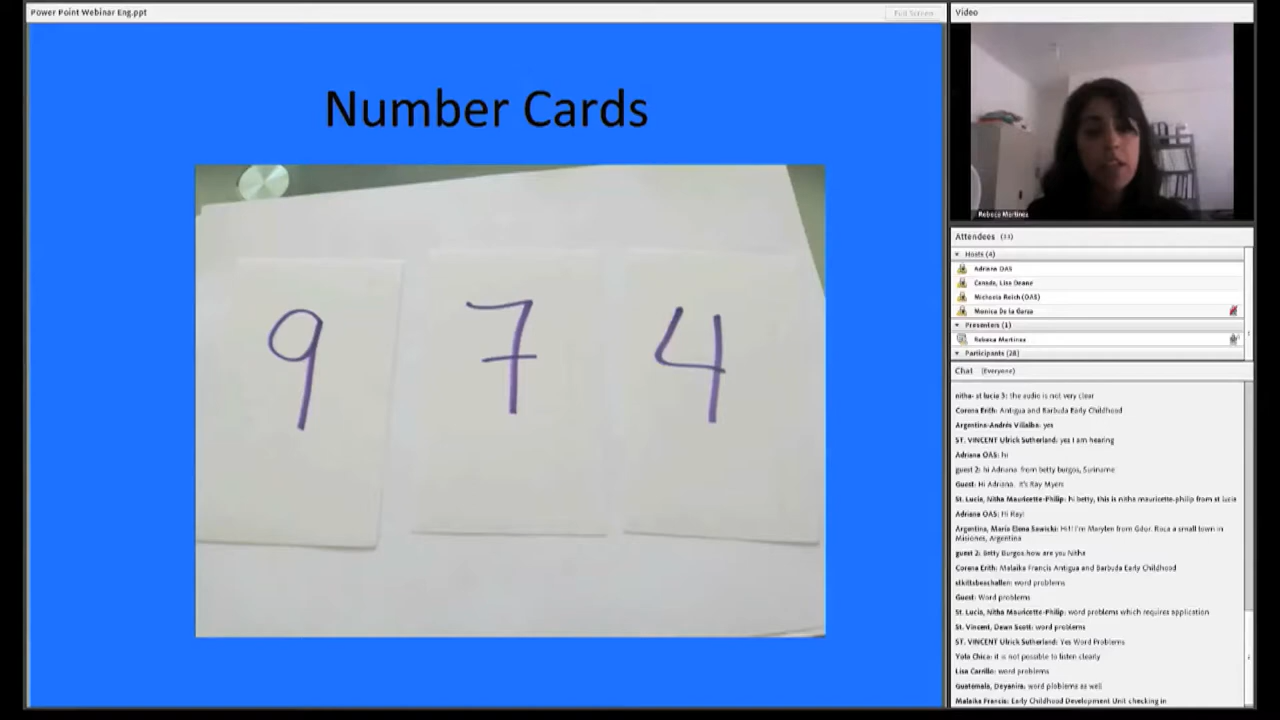 Power Point Webinar Eng.ppt
Full Screen
Number Cards
9 7 4
Video
Rebeca Martinez
Attendees (33)
Hosts (4)
Adriana OAS
Canada, Lisa Deane
Michaela Reich (OAS)
Monica De la Garza
Presenters (1)
Rebeca Martinez
Participants (28)
Chat (Everyone)
nitha- st lucia 3: the audio is not very clear
Corena Erith: Antigua and Barbuda Early Childhood
Argentina-Andrés Villalba: yes
ST. VINCENT Ulrick Sutherland: yes I am hearing
Adriana OAS: hi
guest 2: hi Adriana from betty burgos, Suriname
Guest: Hi Adriana. It's Ray Myers
St. Lucia, Nitha Mauricette-Philip: hi betty, this is nitha mauricette-philip from st lucia
Adriana OAS: Hi Ray!
Argentina, María Elena Sawicki: Hi!! I'm Marylen from Gdor. Roca a small town in
Misiones, Argentina
guest 2: Betty Burgos how are you Nitha
Corena Erith: Malaika Francis Antigua and Barbuda Early Childhood
word problems
Guest: Word problems
St. Lucia, Nitha Mauricette-Philip: word problems which requires application
St. Vincent, Dawn Scott: word problems
ST. VINCENT Ulrick Sutherland: Yes Word Problems
Yola Chica: it is not possible to listen clearly
Lisa Carrillo: word problems
Guatemala, Deyanira: word ploblems as well
Malaika Francis: Early Childhood Development Unit checking in